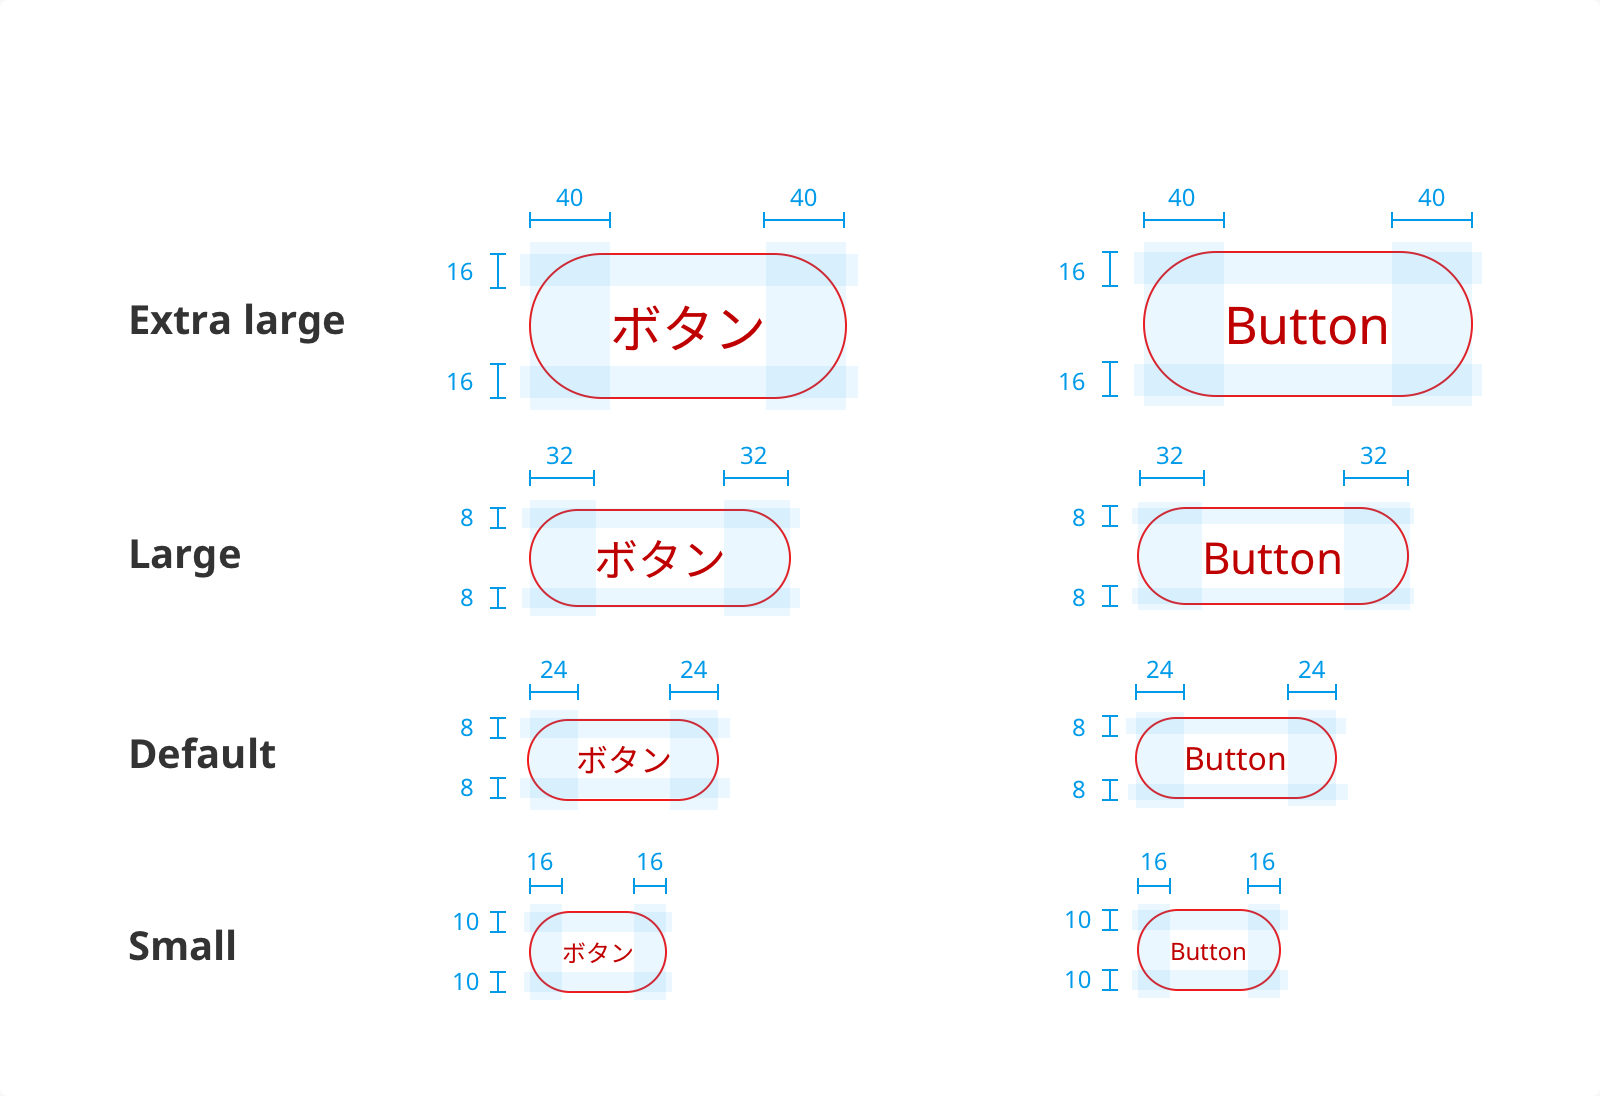 40 40 40 40
16 16
Extra large ボタン Button
16 16
32 32 32 32
8 8
Large ボタン Button
8 8
24 24 24 24
8 8
Default ボタン Button
8 8
16 16 16 16
10 10
Small ボタン Button
10 10